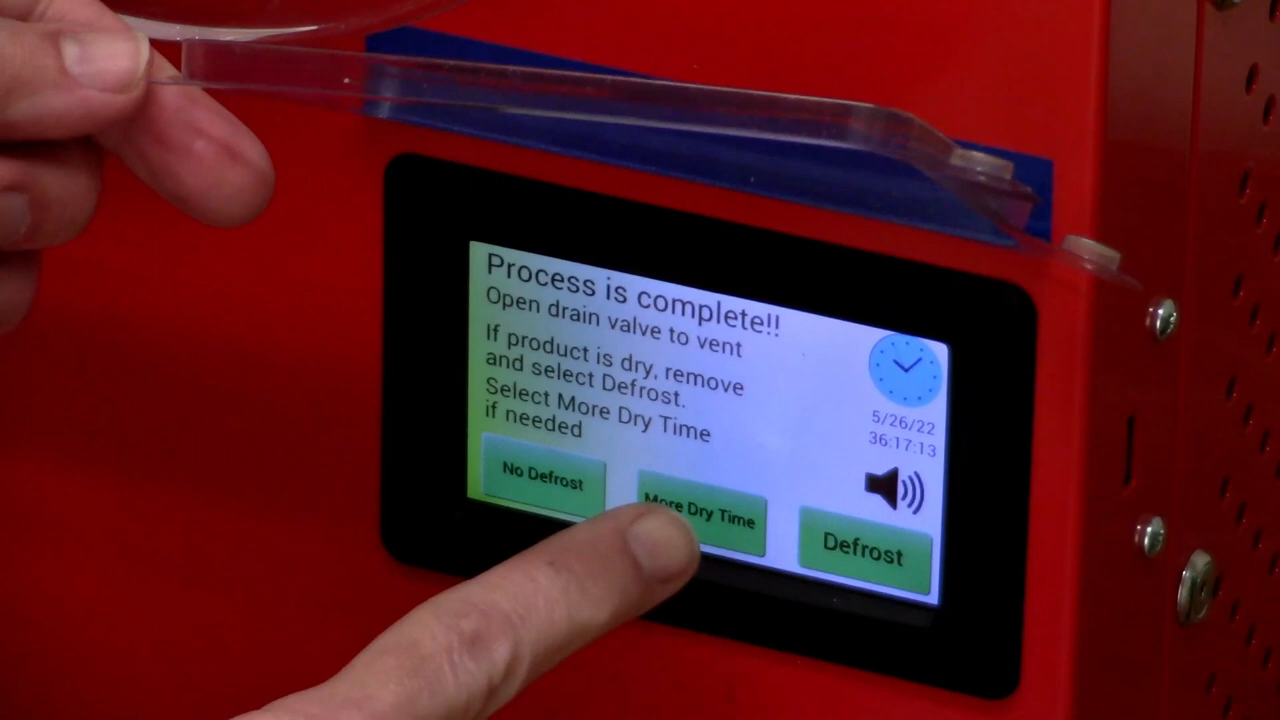 Process is complete!!
Open drain valve to vent
If product is dry, remove
and select Defrost.
Select More Dry Time
if needed
5/26/22
36:17:13
No Defrost
More Dry Time
Defrost